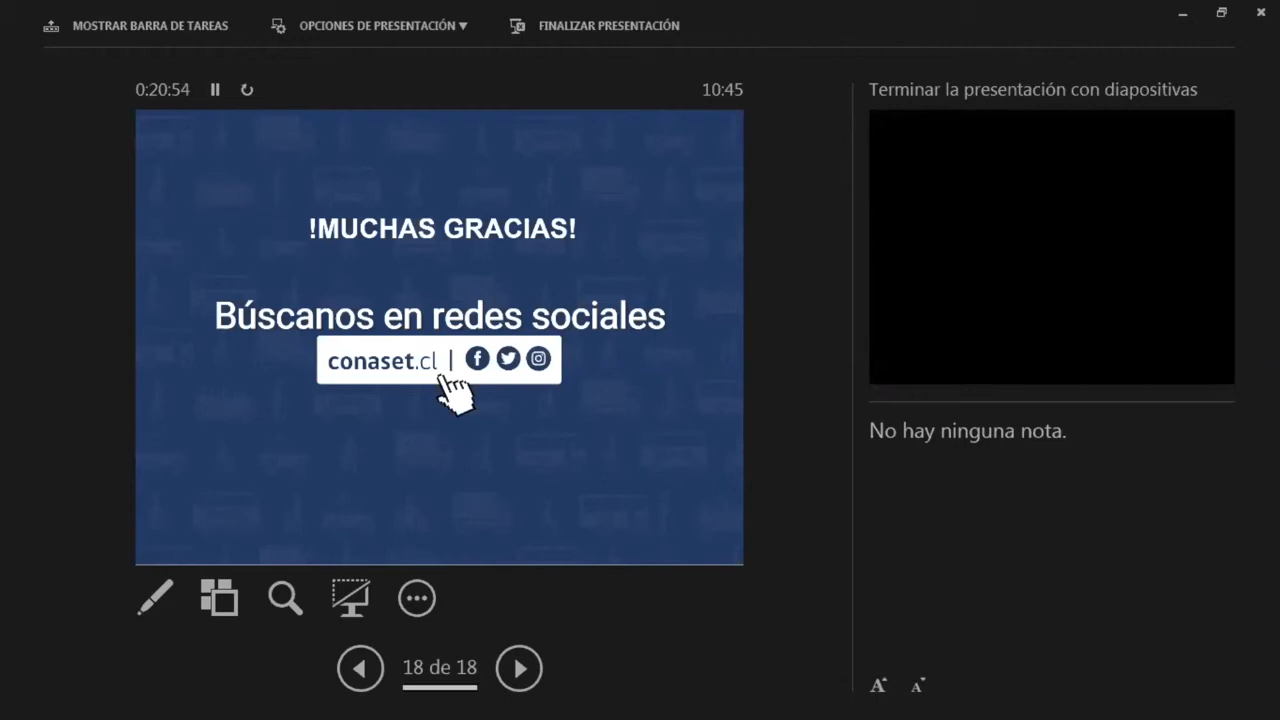 MOSTRAR BARRA DE TAREAS
OPCIONES DE PRESENTACIÓN ▼
FINALIZAR PRESENTACIÓN
0:20:54
10:45
!MUCHAS GRACIAS!
Búscanos en redes sociales
conaset.cl |
18 de 18
Terminar la presentación con diapositivas
No hay ninguna nota.
A A